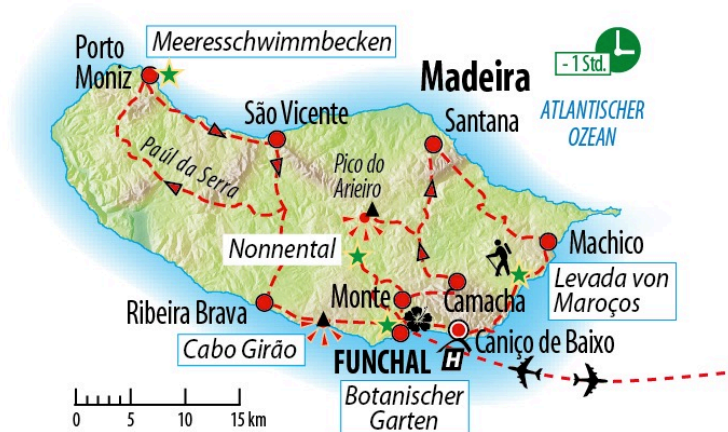 Meeresschwimmbecken
Porto
Moniz
- 1 Std.
Madeira
ATLANTISCHER
OZEAN
São Vicente
Santana
Paúl da Serra
Pico do
Arieiro
Nonnental
Machico
Levada von
Maroços
Monte
Camacha
Ribeira Brava
Cabo Girão
FUNCHAL
H
Caniço de Baixo
Botanischer
Garten
0 5 10 15 km